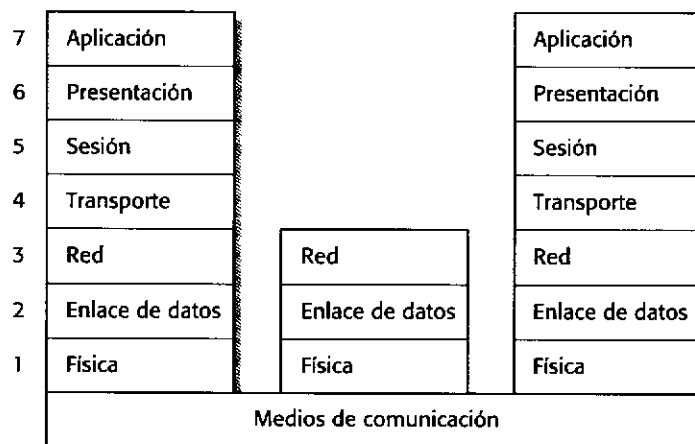 7 Aplicación Aplicación
6 Presentación Presentación
5 Sesión Sesión
4 Transporte Transporte
3 Red Red Red
2 Enlace de datos Enlace de datos Enlace de datos
1 Física Física Física
Medios de comunicación